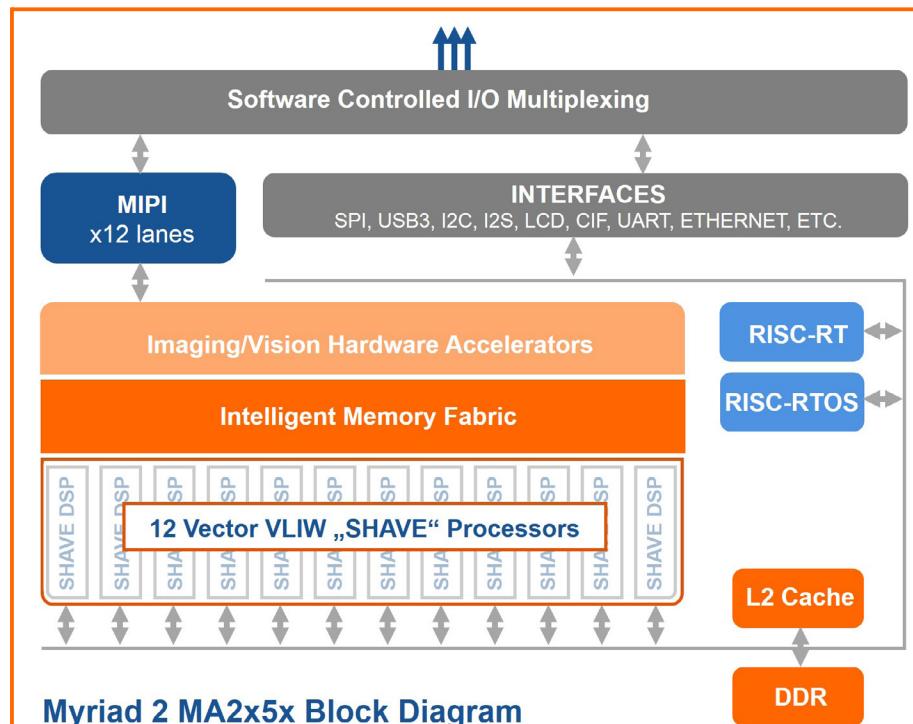 Software Controlled I/O Multiplexing
MIPI
x12 lanes
INTERFACES
SPI, USB3, I2C, I2S, LCD, CIF, UART, ETHERNET, ETC.
Imaging/Vision Hardware Accelerators
RISC-RT
Intelligent Memory Fabric
RISC-RTOS
SHAVE DSP
SHAVE DSP
SHAVE DSP
SHAVE DSP
SHAVE DSP
SHAVE DSP
SHAVE DSP
SHAVE DSP
SHAVE DSP
SHAVE DSP
SHAVE DSP
SHAVE DSP
12 Vector VLIW „SHAVE“ Processors
L2 Cache
DDR
Myriad 2 MA2x5x Block Diagram